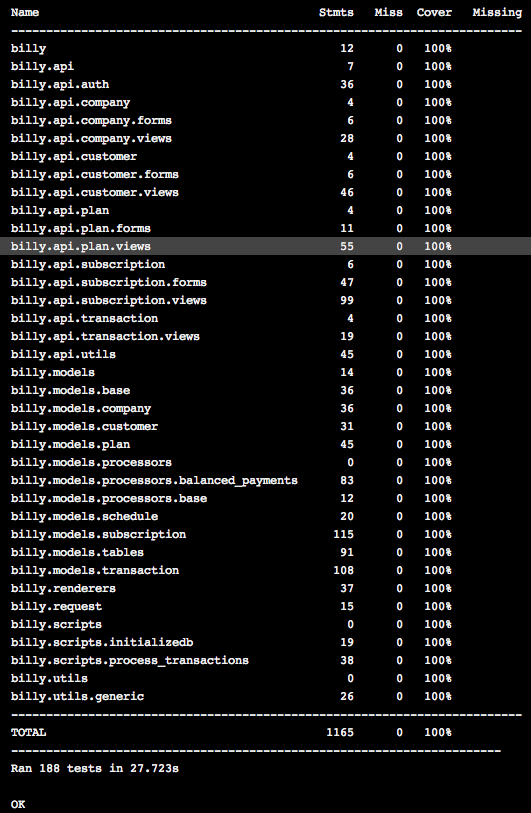 Name Stmts Miss Cover Missing
-------------------------------------------------------------------------
billy 12 0 100%
billy.api 7 0 100%
billy.api.auth 36 0 100%
billy.api.company 4 0 100%
billy.api.company.forms 6 0 100%
billy.api.company.views 28 0 100%
billy.api.customer 4 0 100%
billy.api.customer.forms 6 0 100%
billy.api.customer.views 46 0 100%
billy.api.plan 4 0 100%
billy.api.plan.forms 11 0 100%
billy.api.plan.views 55 0 100%
billy.api.subscription 6 0 100%
billy.api.subscription.forms 47 0 100%
billy.api.subscription.views 99 0 100%
billy.api.transaction 4 0 100%
billy.api.transaction.views 19 0 100%
billy.api.utils 45 0 100%
billy.models 14 0 100%
billy.models.base 36 0 100%
billy.models.company 36 0 100%
billy.models.customer 31 0 100%
billy.models.plan 45 0 100%
billy.models.processors 0 0 100%
billy.models.processors.balanced_payments 83 0 100%
billy.models.processors.base 12 0 100%
billy.models.schedule 20 0 100%
billy.models.subscription 115 0 100%
billy.models.tables 91 0 100%
billy.models.transaction 108 0 100%
billy.renderers 37 0 100%
billy.request 15 0 100%
billy.scripts 0 0 100%
billy.scripts.initializedb 19 0 100%
billy.scripts.process_transactions 38 0 100%
billy.utils 0 0 100%
billy.utils.generic 26 0 100%
-------------------------------------------------------------------------
TOTAL 1165 0 100%
----------------------------------------------------------------------
Ran 188 tests in 27.723s
OK